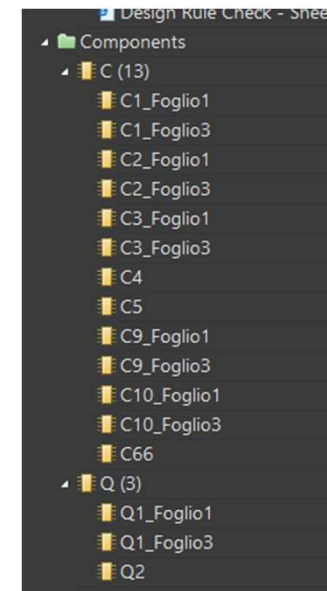 Design Rule Check - Shee
Components
C (13)
C1_Foglio1
C1_Foglio3
C2_Foglio1
C2_Foglio3
C3_Foglio1
C3_Foglio3
C4
C5
C9_Foglio1
C9_Foglio3
C10_Foglio1
C10_Foglio3
C66
Q (3)
Q1_Foglio1
Q1_Foglio3
Q2